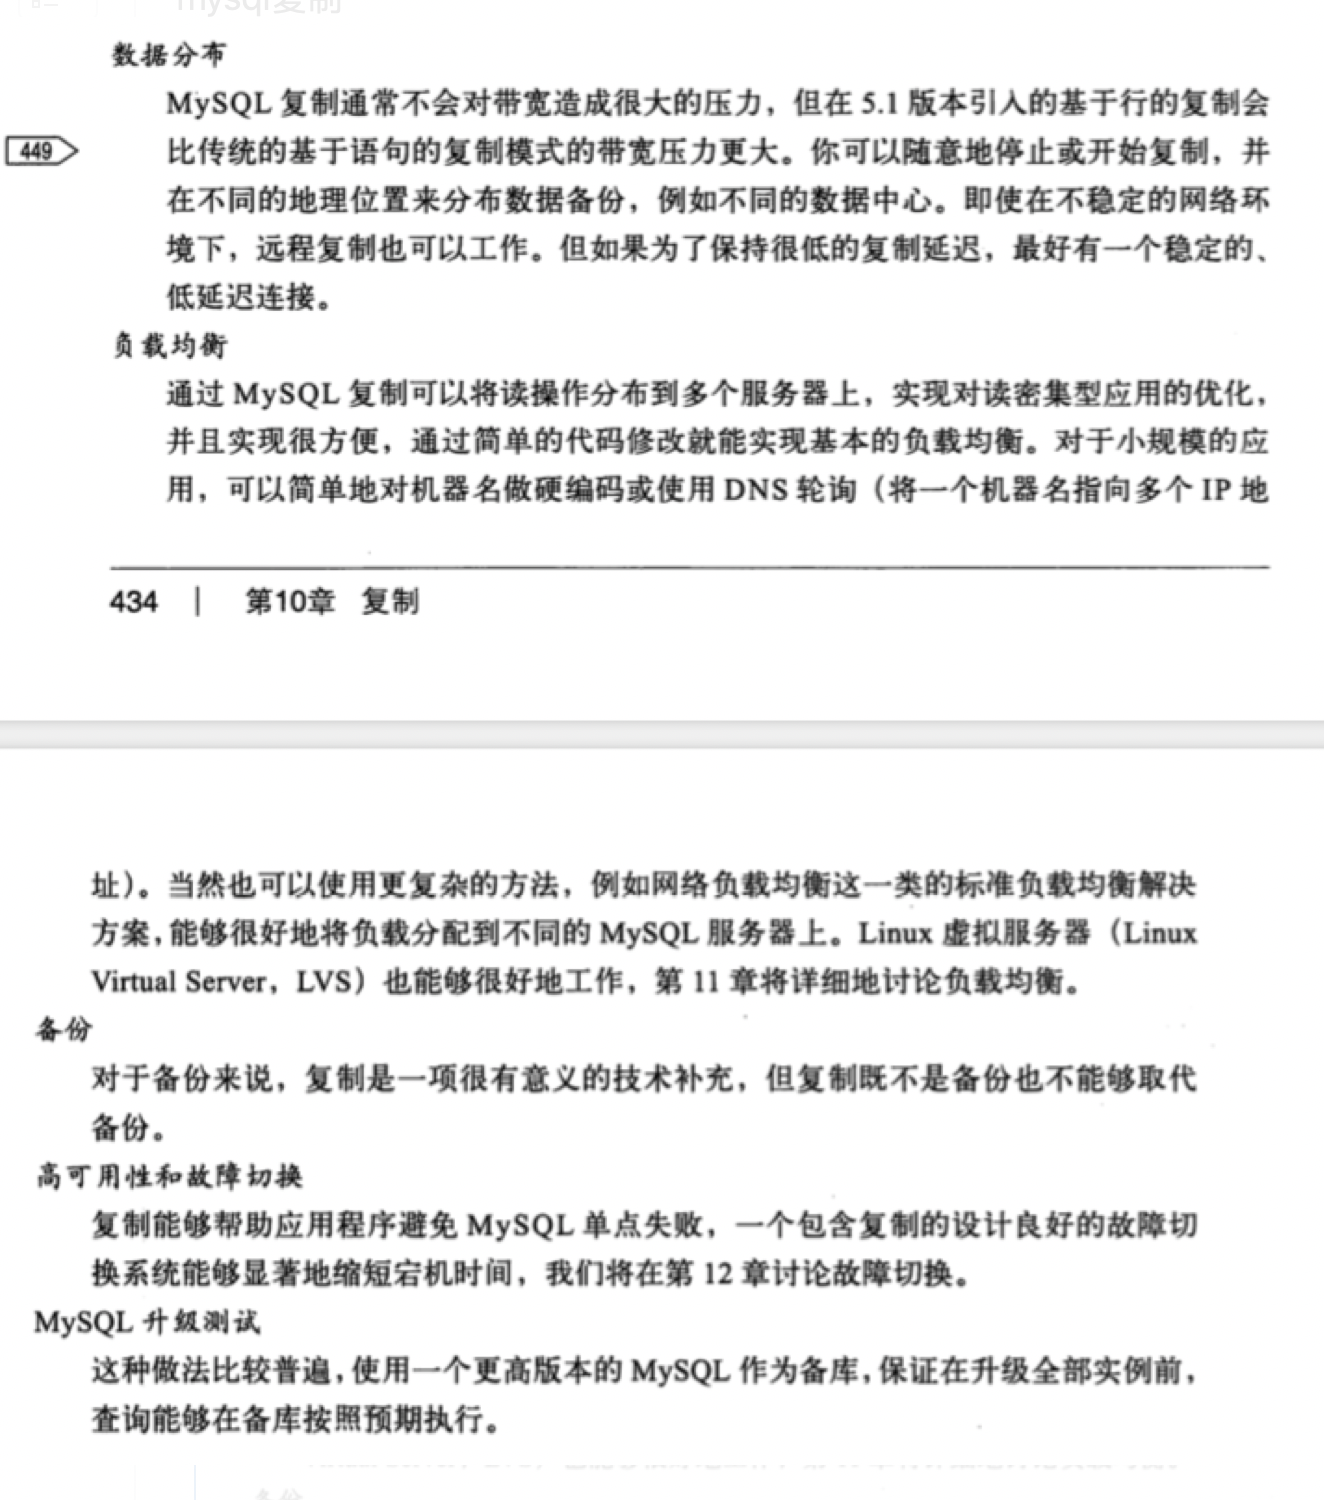 mysql复制
数据分布
MySQL 复制通常不会对带宽造成很大的压力，但在 5.1 版本引入的基于行的复制会
449
比传统的基于语句的复制模式的带宽压力更大。你可以随意地停止或开始复制，并
在不同的地理位置来分布数据备份，例如不同的数据中心。即使在不稳定的网络环
境下，远程复制也可以工作。但如果为了保持很低的复制延迟，最好有一个稳定的、
低延迟连接。
负载均衡
通过 MySQL 复制可以将读操作分布到多个服务器上，实现对读密集型应用的优化，
并且实现很方便，通过简单的代码修改就能实现基本的负载均衡。对于小规模的应
用，可以简单地对机器名做硬编码或使用 DNS 轮询（将一个机器名指向多个 IP 地
434 | 第10章 复制
址）。当然也可以使用更复杂的方法，例如网络负载均衡这一类的标准负载均衡解决
方案，能够很好地将负载分配到不同的 MySQL 服务器上。Linux 虚拟服务器（Linux
Virtual Server，LVS）也能够很好地工作，第 11 章将详细地讨论负载均衡。
备份
对于备份来说，复制是一项很有意义的技术补充，但复制既不是备份也不能够取代
备份。
高可用性和故障切换
复制能够帮助应用程序避免 MySQL 单点失败，一个包含复制的设计良好的故障切
换系统能够显著地缩短宕机时间，我们将在第 12 章讨论故障切换。
MySQL 升级测试
这种做法比较普遍，使用一个更高版本的 MySQL 作为备库，保证在升级全部实例前，
查询能够在备库按照预期执行。
备份